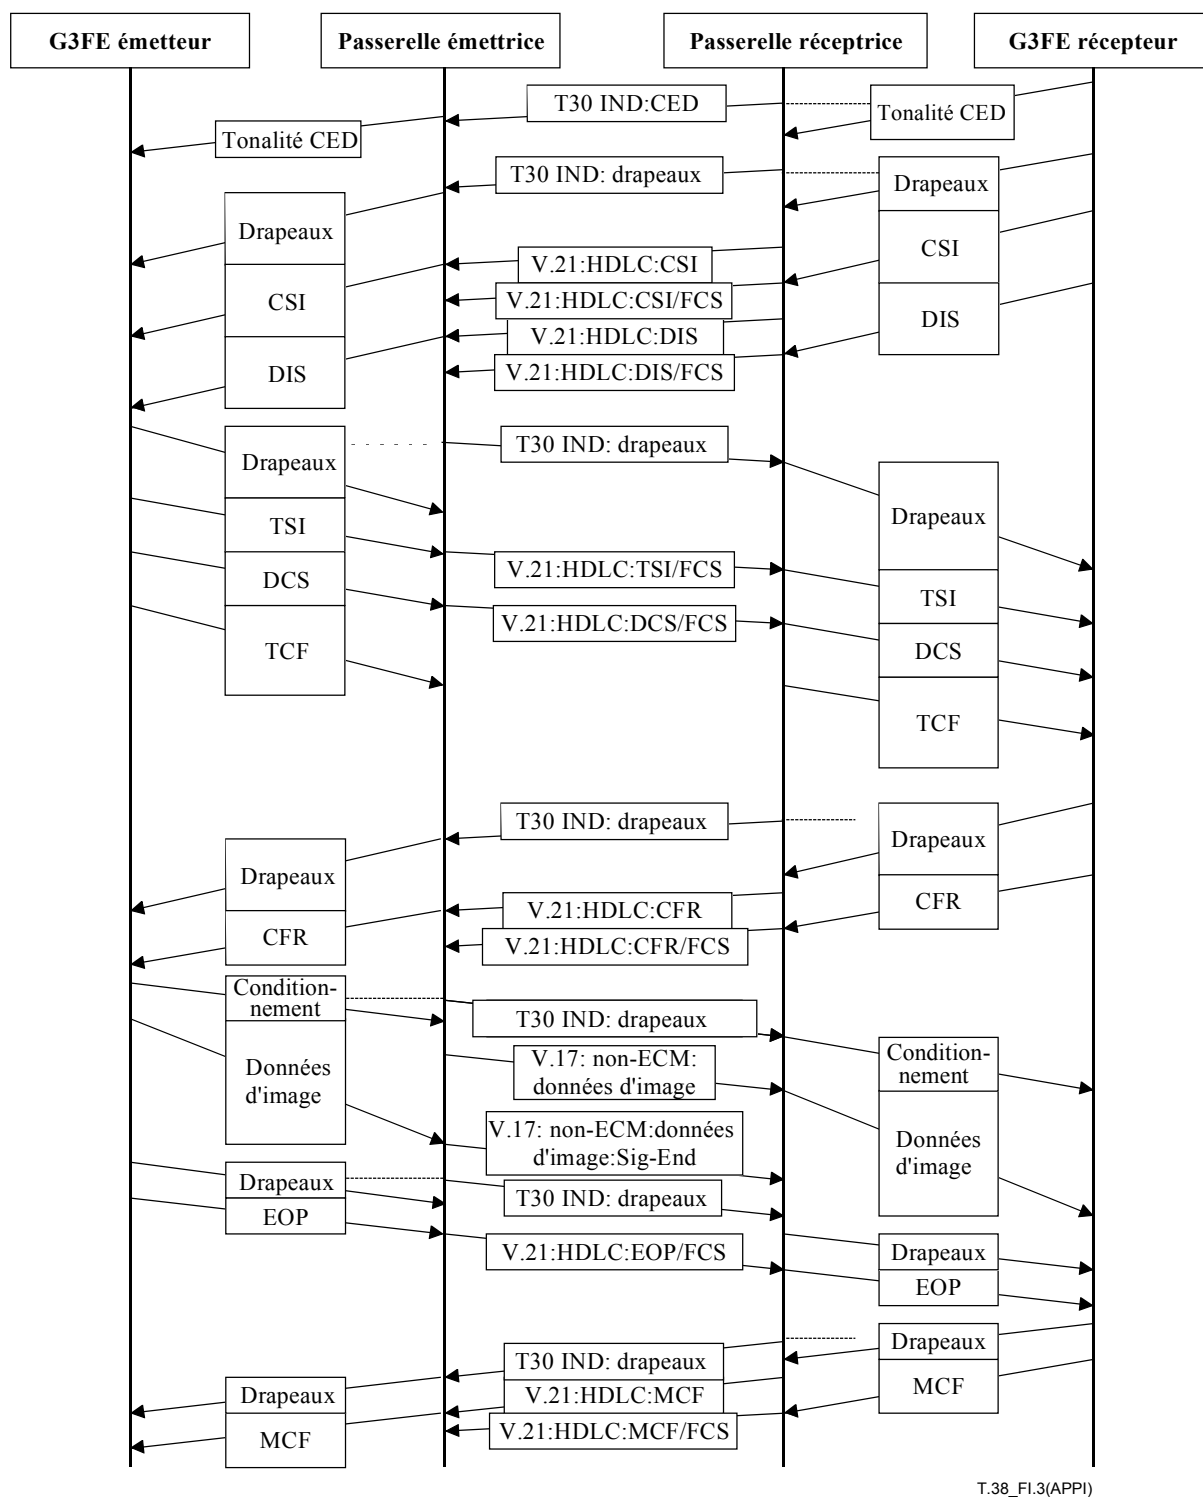 G3FE émetteur
Passerelle émettrice
Passerelle réceptrice
G3FE récepteur
T30 IND:CED
Tonalité CED
Tonalité CED
T30 IND: drapeaux
Drapeaux
Drapeaux
CSI
V.21:HDLC:CSI
CSI
V.21:HDLC:CSI/FCS
DIS
V.21:HDLC:DIS
DIS
V.21:HDLC:DIS/FCS
T30 IND: drapeaux
Drapeaux
Drapeaux
TSI
V.21:HDLC:TSI/FCS
DCS
TSI
V.21:HDLC:DCS/FCS
TCF
DCS
TCF
T30 IND: drapeaux
Drapeaux
Drapeaux
CFR
V.21:HDLC:CFR
CFR
V.21:HDLC:CFR/FCS
Condition-
nement
T30 IND: drapeaux
Condition-
nement
V.17: non-ECM:
données d'image
Données
d'image
V.17: non-ECM:données
d'image:Sig-End
Données
d'image
Drapeaux
T30 IND: drapeaux
EOP
V.21:HDLC:EOP/FCS
Drapeaux
EOP
Drapeaux
T30 IND: drapeaux
MCF
Drapeaux
V.21:HDLC:MCF
V.21:HDLC:MCF/FCS
MCF
T.38_FI.3(APPI)